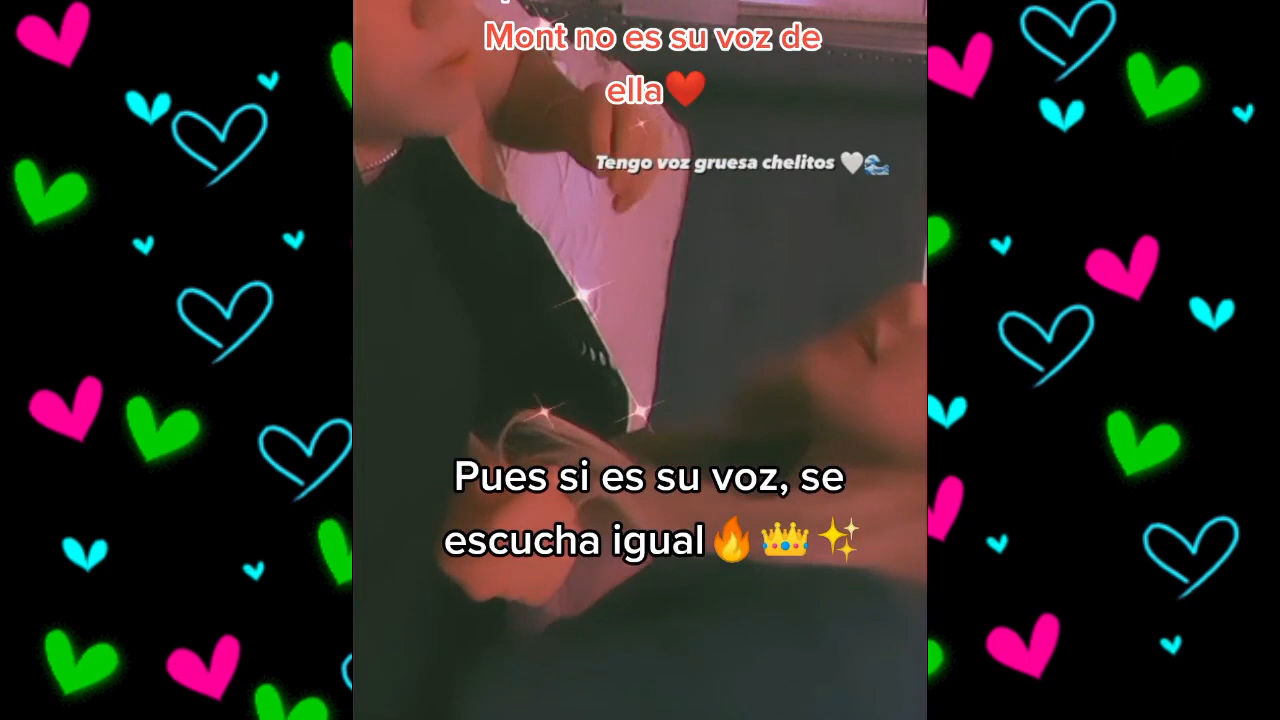 Mont no es su voz de
ella❤️
Tengo voz gruesa chelitos 🤍🌊
Pues si es su voz, se
escucha igual🔥👑✨